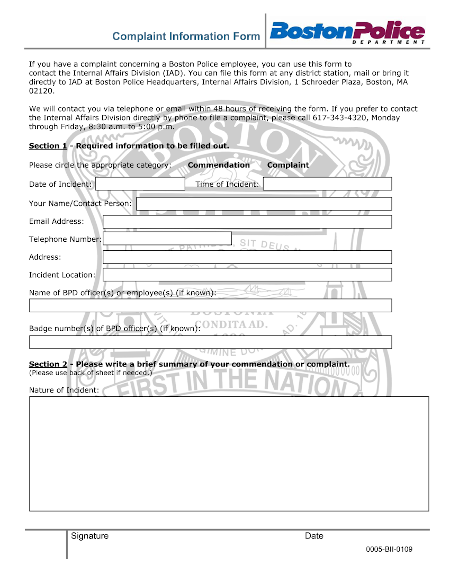 Complaint Information Form
Boston Police
DEPARTMENT
If you have a complaint concerning a Boston Police employee, you can use this form to
contact the Internal Affairs Division (IAD). You can file this form at any district station, mail or bring it
directly to IAD at Boston Police Headquarters, Internal Affairs Division, 1 Schroeder Plaza, Boston, MA
02120.
We will contact you via telephone or email within 48 hours of receiving the form. If you prefer to contact
the Internal Affairs Division directly by phone to file a complaint, please call 617-343-4320, Monday
through Friday, 8:30 a.m. to 5:00 p.m.
Section 1 - Required information to be filled out.
Please circle the appropriate category: Commendation Complaint
Date of Incident: Time of Incident:
Your Name/Contact Person:
Email Address:
Telephone Number:
SIT DEUS
Address:
Incident Location:
Name of BPD officer(s) or employee(s) (if known):
Badge number(s) of BPD officer(s) (if known):
CONDITA AD.
Section 2 - Please write a brief summary of your commendation or complaint.
(Please use back of sheet if needed.)
FIRST IN THE NATION
Nature of Incident:
Signature Date
0005-BII-0109